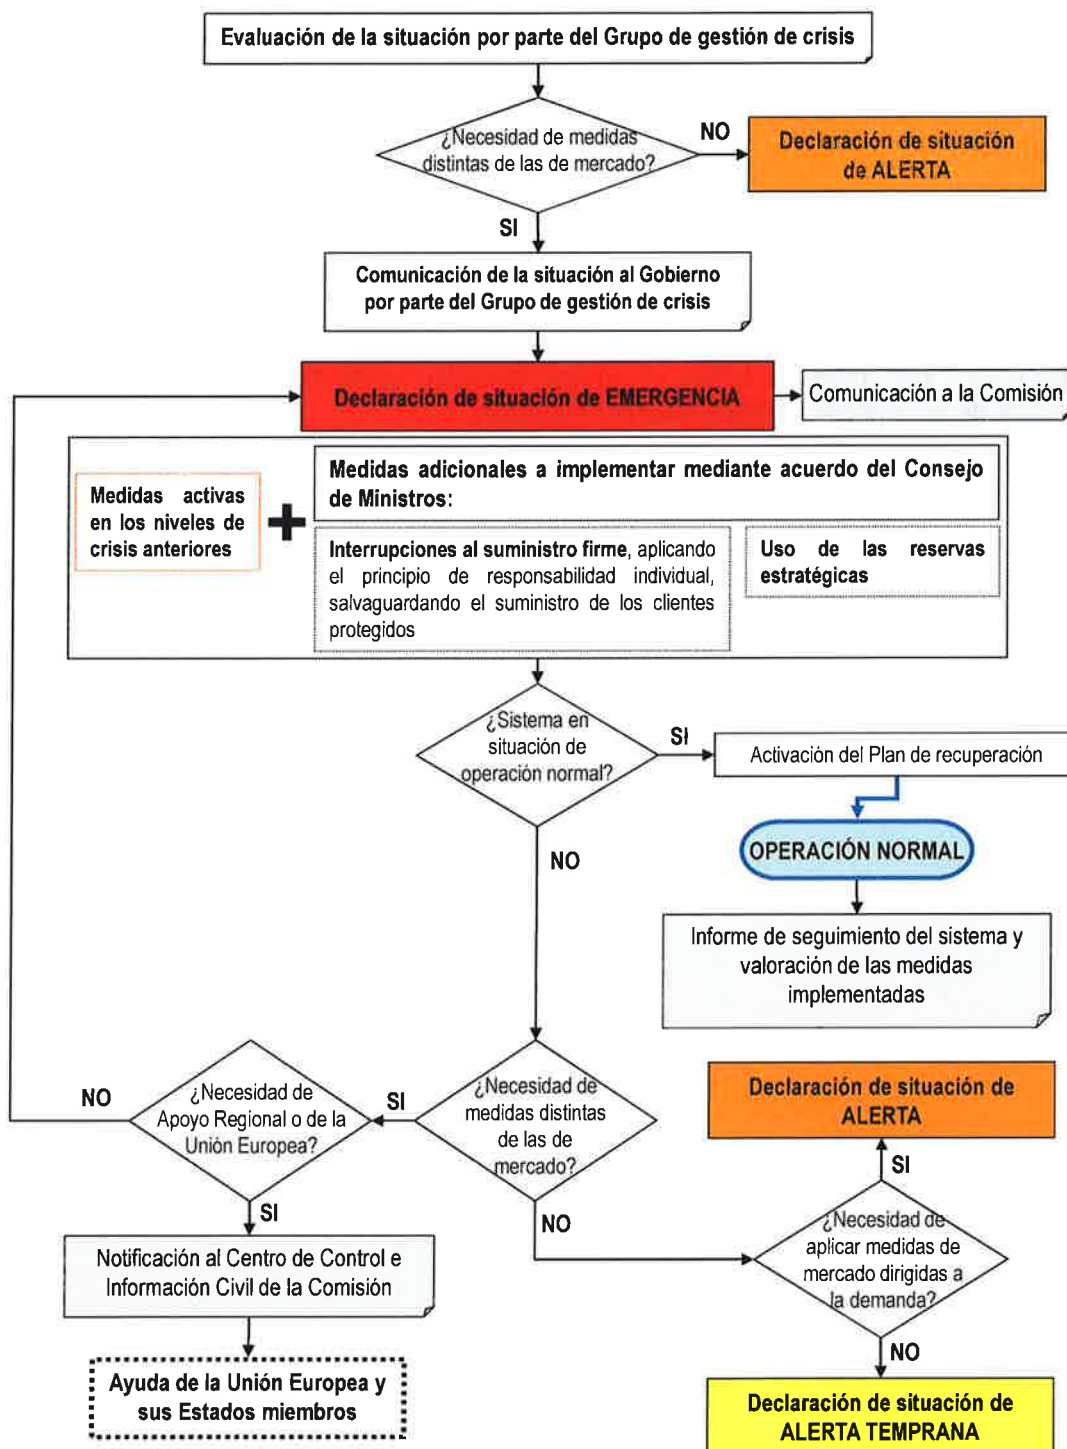 Evaluación de la situación por parte del Grupo de gestión de crisis
¿Necesidad de medidas
distintas de las de mercado?
NO
Declaración de situación
de ALERTA
SI
Comunicación de la situación al Gobierno
por parte del Grupo de gestión de crisis
Declaración de situación de EMERGENCIA
Comunicación a la Comisión
Medidas activas
en los niveles de
crisis anteriores
+
Medidas adicionales a implementar mediante acuerdo del Consejo
de Ministros:
Interrupciones al suministro firme, aplicando
el principio de responsabilidad individual,
salvaguardando el suministro de los clientes
protegidos
Uso de las reservas
estratégicas
¿Sistema en
situación de
operación normal?
SI
Activación del Plan de recuperación
NO
OPERACIÓN NORMAL
Informe de seguimiento del sistema y
valoración de las medidas
implementadas
NO
¿Necesidad de
Apoyo Regional o de la
Unión Europea?
SI
¿Necesidad de
medidas distintas
de las de
mercado?
Declaración de situación de
ALERTA
SI
SI
NO
¿Necesidad de
aplicar medidas de
mercado dirigidas a
la demanda?
Notificación al Centro de Control e
Información Civil de la Comisión
NO
Ayuda de la Unión Europea y
sus Estados miembros
Declaración de situación de
ALERTA TEMPRANA